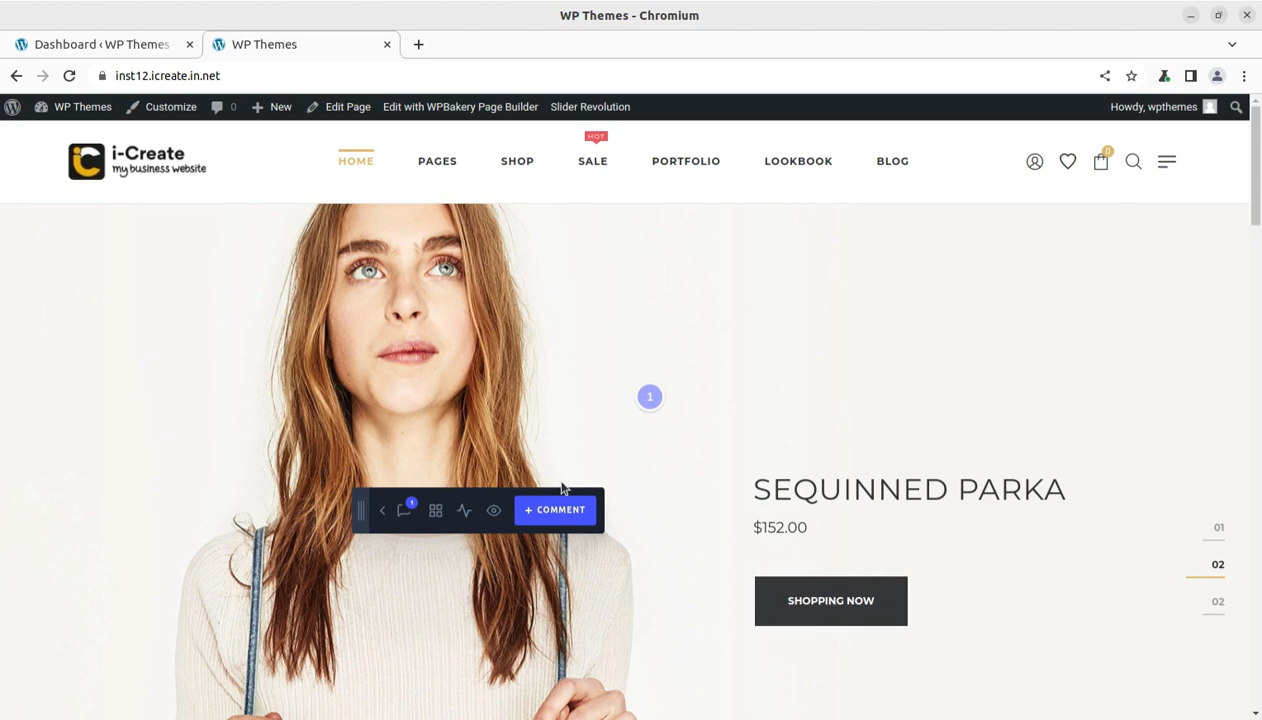 WP Themes - Chromium
Dashboard ‹ WP Themes
WP Themes
inst12.icreate.in.net
WP Themes
Customize
0
New
Edit Page
Edit with WPBakery Page Builder
Slider Revolution
Howdy, wpthemes
i-Create
my business website
HOME
PAGES
SHOP
HOT
SALE
PORTFOLIO
LOOKBOOK
BLOG
0
1
1
+ COMMENT
SEQUINNED PARKA
$152.00
SHOPPING NOW
01
02
02